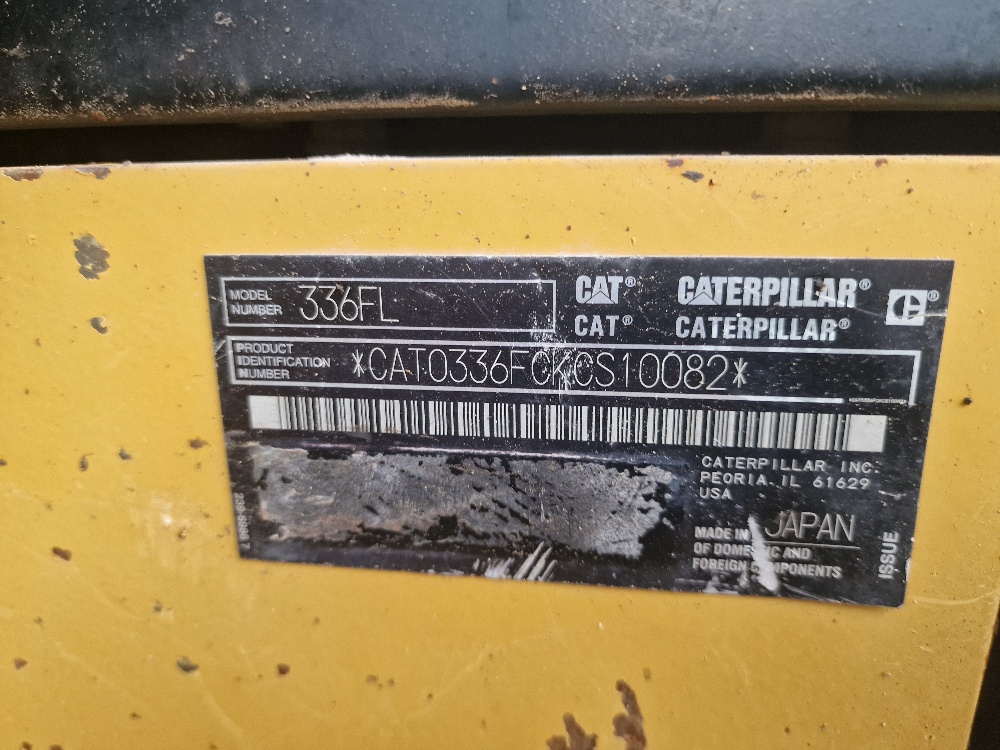 MODEL
NUMBER
336FL
CAT® CATERPILLAR®
CAT® CATERPILLAR®
PRODUCT
IDENTIFICATION
NUMBER
*CAT0336FCKCS10082*
CATERPILLAR INC.
PEORIA, IL 61629
USA
MADE IN JAPAN
OF DOMESTIC AND
FOREIGN COMPONENTS
ISSUE